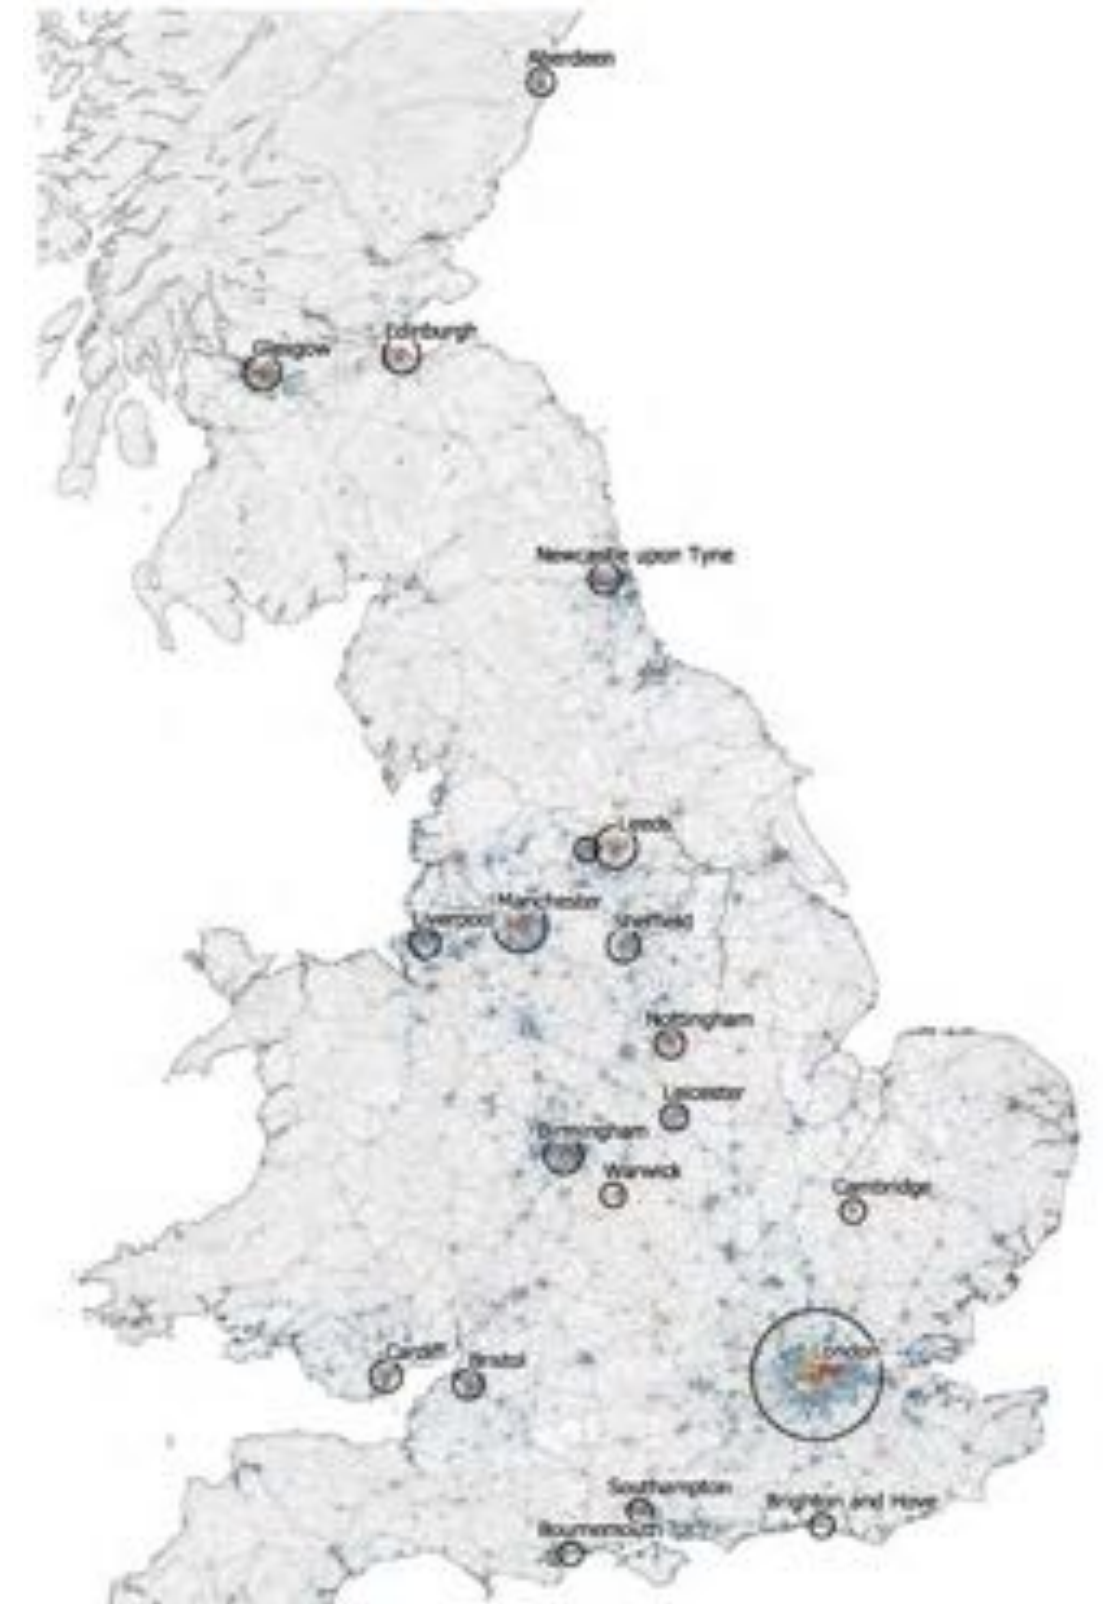 Aberdeen
Edinburgh
Glasgow
Newcastle upon Tyne
Leeds
Manchester
Liverpool
Sheffield
Nottingham
Leicester
Birmingham
Warwick
Cambridge
London
Cardiff
Bristol
Southampton
Brighton and Hove
Bournemouth